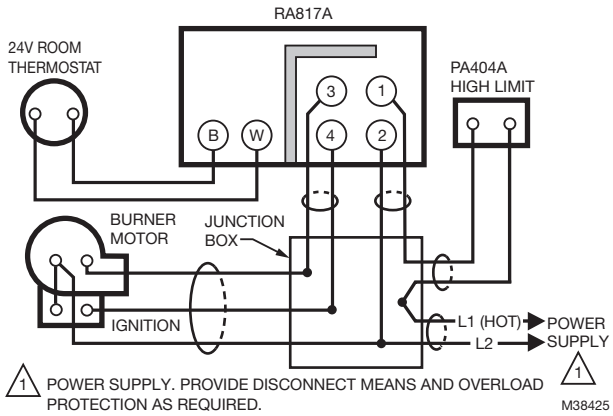 RA817A
24V ROOM
THERMOSTAT
PA404A
HIGH LIMIT
3
1
B
W
4
2
BURNER
MOTOR
JUNCTION
BOX
IGNITION
L1 (HOT)
POWER
L2
SUPPLY
1
1 POWER SUPPLY. PROVIDE DISCONNECT MEANS AND OVERLOAD
PROTECTION AS REQUIRED.
M38425